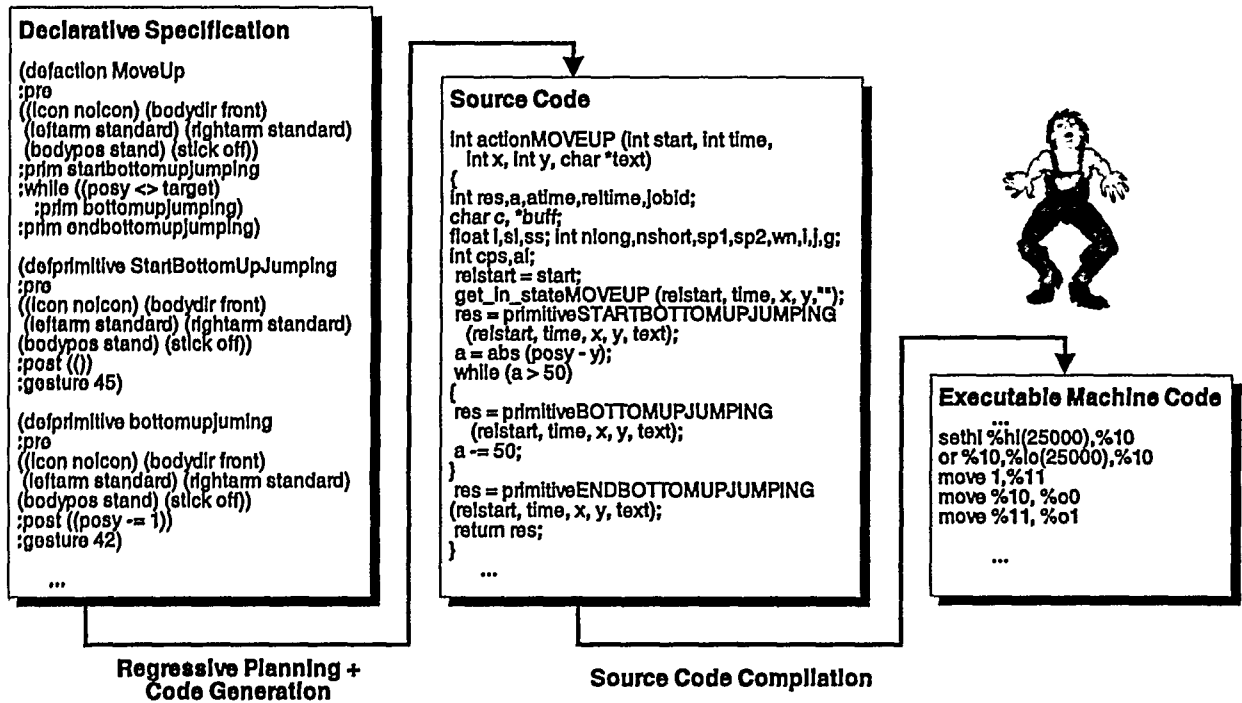 Declarative Specification
(defaction MoveUp
:pre
((icon noicon) (bodydir front)
(leftarm standard) (rightarm standard)
(bodypos stand) (stick off))
:prim startbottomupjumping
:while ((posy <> target)
:prim bottomupjumping)
:prim endbottomupjumping)
(defprimitive StartBottomUpJumping
:pre
((icon noicon) (bodydir front)
(leftarm standard) (rightarm standard)
(bodypos stand) (stick off))
:post (())
:gesture 45)
(defprimitive bottomupjuming
:pre
((icon noicon) (bodydir front)
(leftarm standard) (rightarm standard)
(bodypos stand) (stick off))
:post ((posy -= 1))
:gesture 42)
...
Regressive Planning +
Code Generation
Source Code
int actionMOVEUP (int start, int time,
int x, int y, char *text)
{
int res,a,atime,reltime,jobid;
char c, *buff;
float l,sl,ss; int nlong,nshort,sp1,sp2,wn,i,j,g;
int cps,al;
relstart = start;
get_in_stateMOVEUP (relstart, time, x, y,"");
res = primitiveSTARTBOTTOMUPJUMPING
(relstart, time, x, y, text);
a = abs (posy - y);
while (a > 50)
{
res = primitiveBOTTOMUPJUMPING
(relstart, time, x, y, text);
a -= 50;
}
res = primitiveENDBOTTOMUPJUMPING
(relstart, time, x, y, text);
return res;
}
...
Source Code Compilation
Executable Machine Code
...
sethi %hi(25000),%10
or %10,%lo(25000),%10
move 1,%11
move %10, %o0
move %11, %o1
...